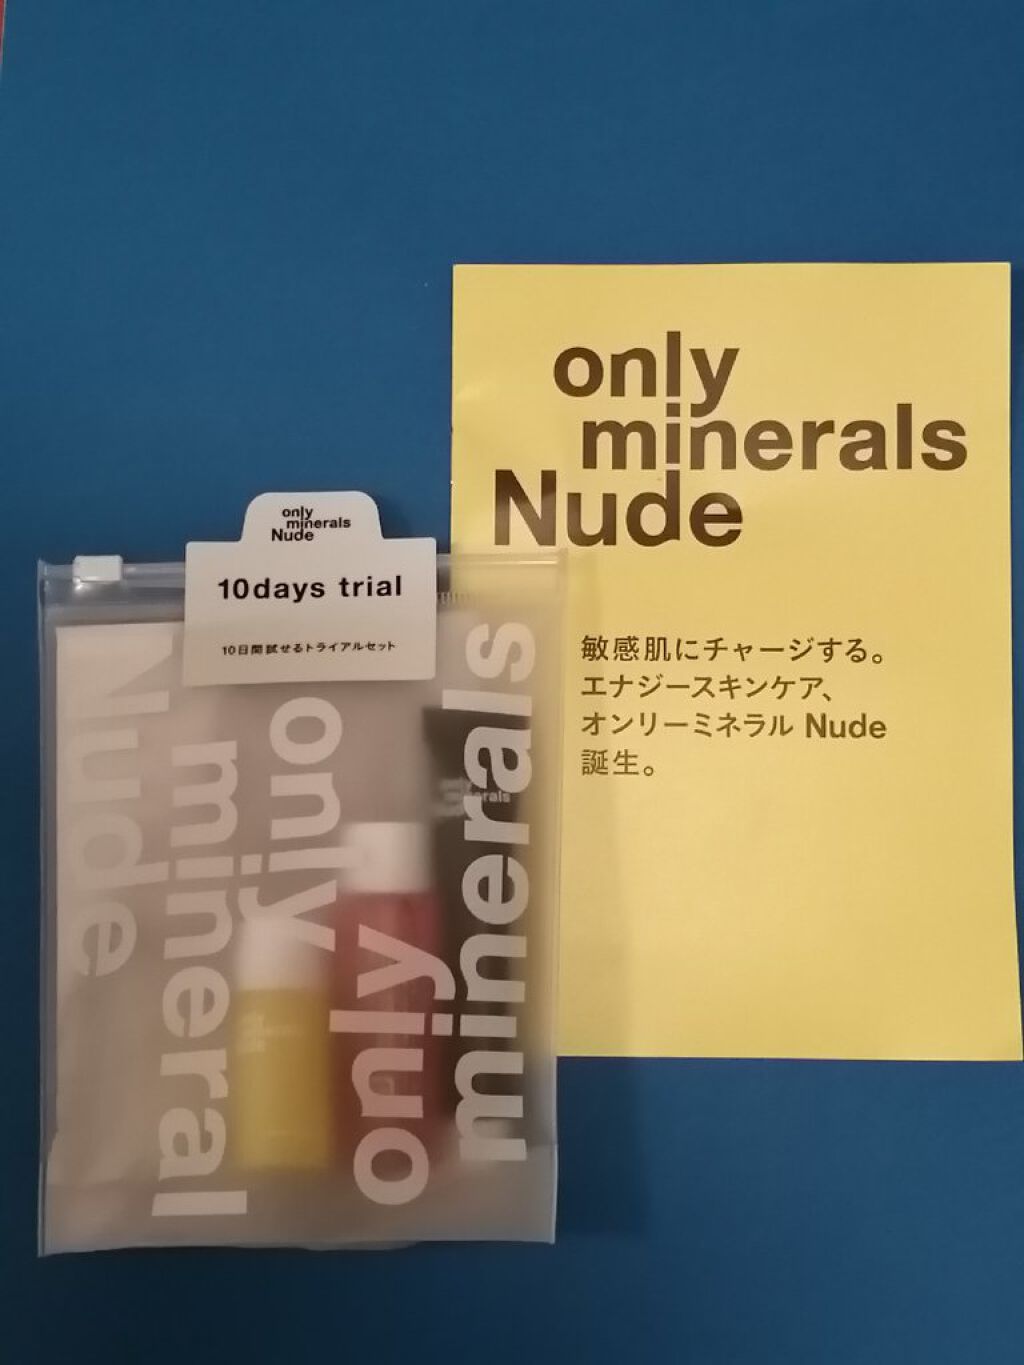 only
minerals
Nude
敏感肌にチャージする。
エナジースキンケア、
オンリーミネラル Nude
誕生。
only
minerals
Nude
10days trial
10日間試せるトライアルセット
Nude
mineral
only
only
minerals